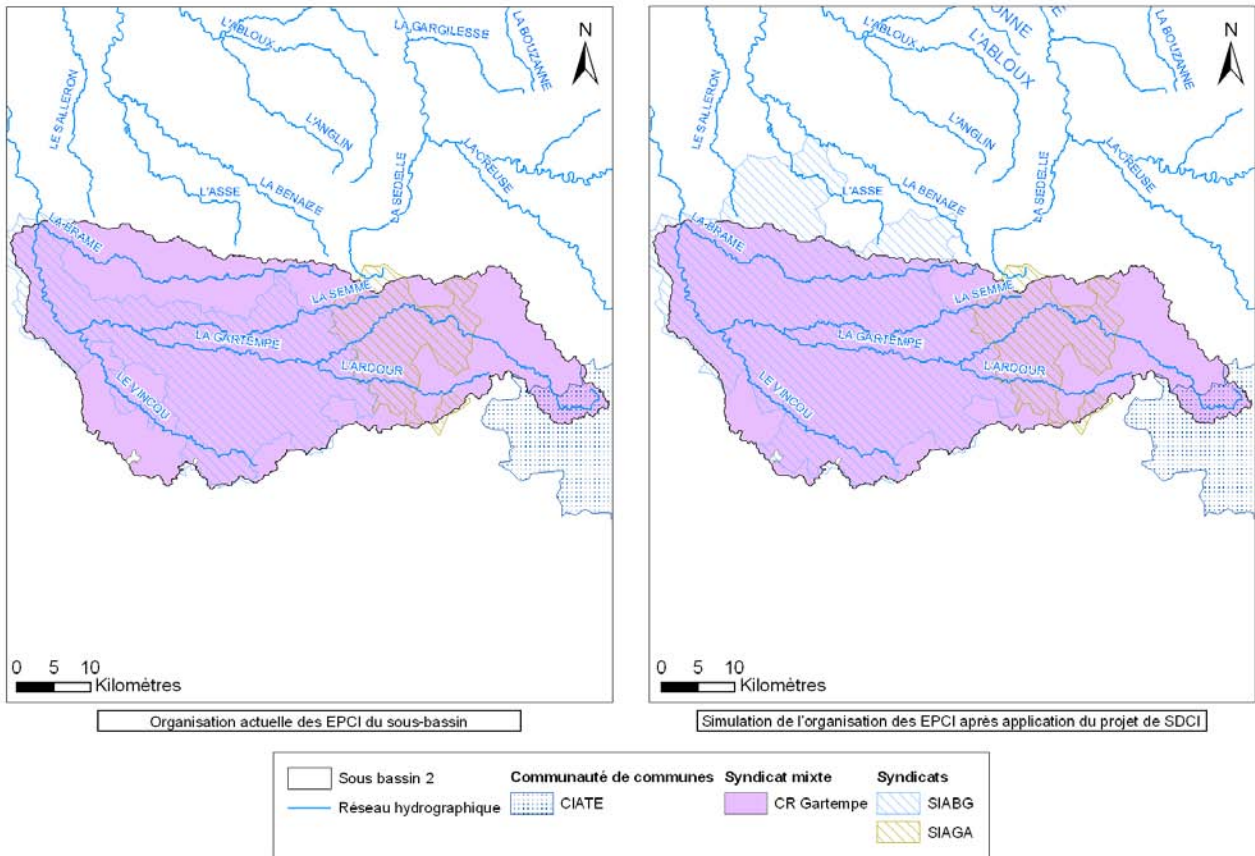 L'ABLOUX
LA GARGILESSE
LA BOUZANNE
N
LE SALLERON
L'ANGLIN
LA CREUSE
LA SEDELLE
LA BENAIZE
L'ASSE
LA BRAME
LA SEMME
LA GARTEMPE
L'ARDOUR
LE VINCOU
0 5 10
Kilomètres
Organisation actuelle des EPCI du sous-bassin
ONNE
L'ABLOUX
L'ABLOUX
LA GARGILESSE
LA BOUZANNE
N
LE SALLERON
L'ANGLIN
LA CREUSE
LA SEDELLE
LA BENAIZE
L'ASSE
LA BRAME
LA SEMME
LA GARTEMPE
L'ARDOUR
LE VINCOU
0 5 10
Kilomètres
Simulation de l'organisation des EPCI après application du projet de SDCI
Sous bassin 2
Réseau hydrographique
Communauté de communes
CIATE
Syndicat mixte
CR Gartempe
Syndicats
SIABG
SIAGA